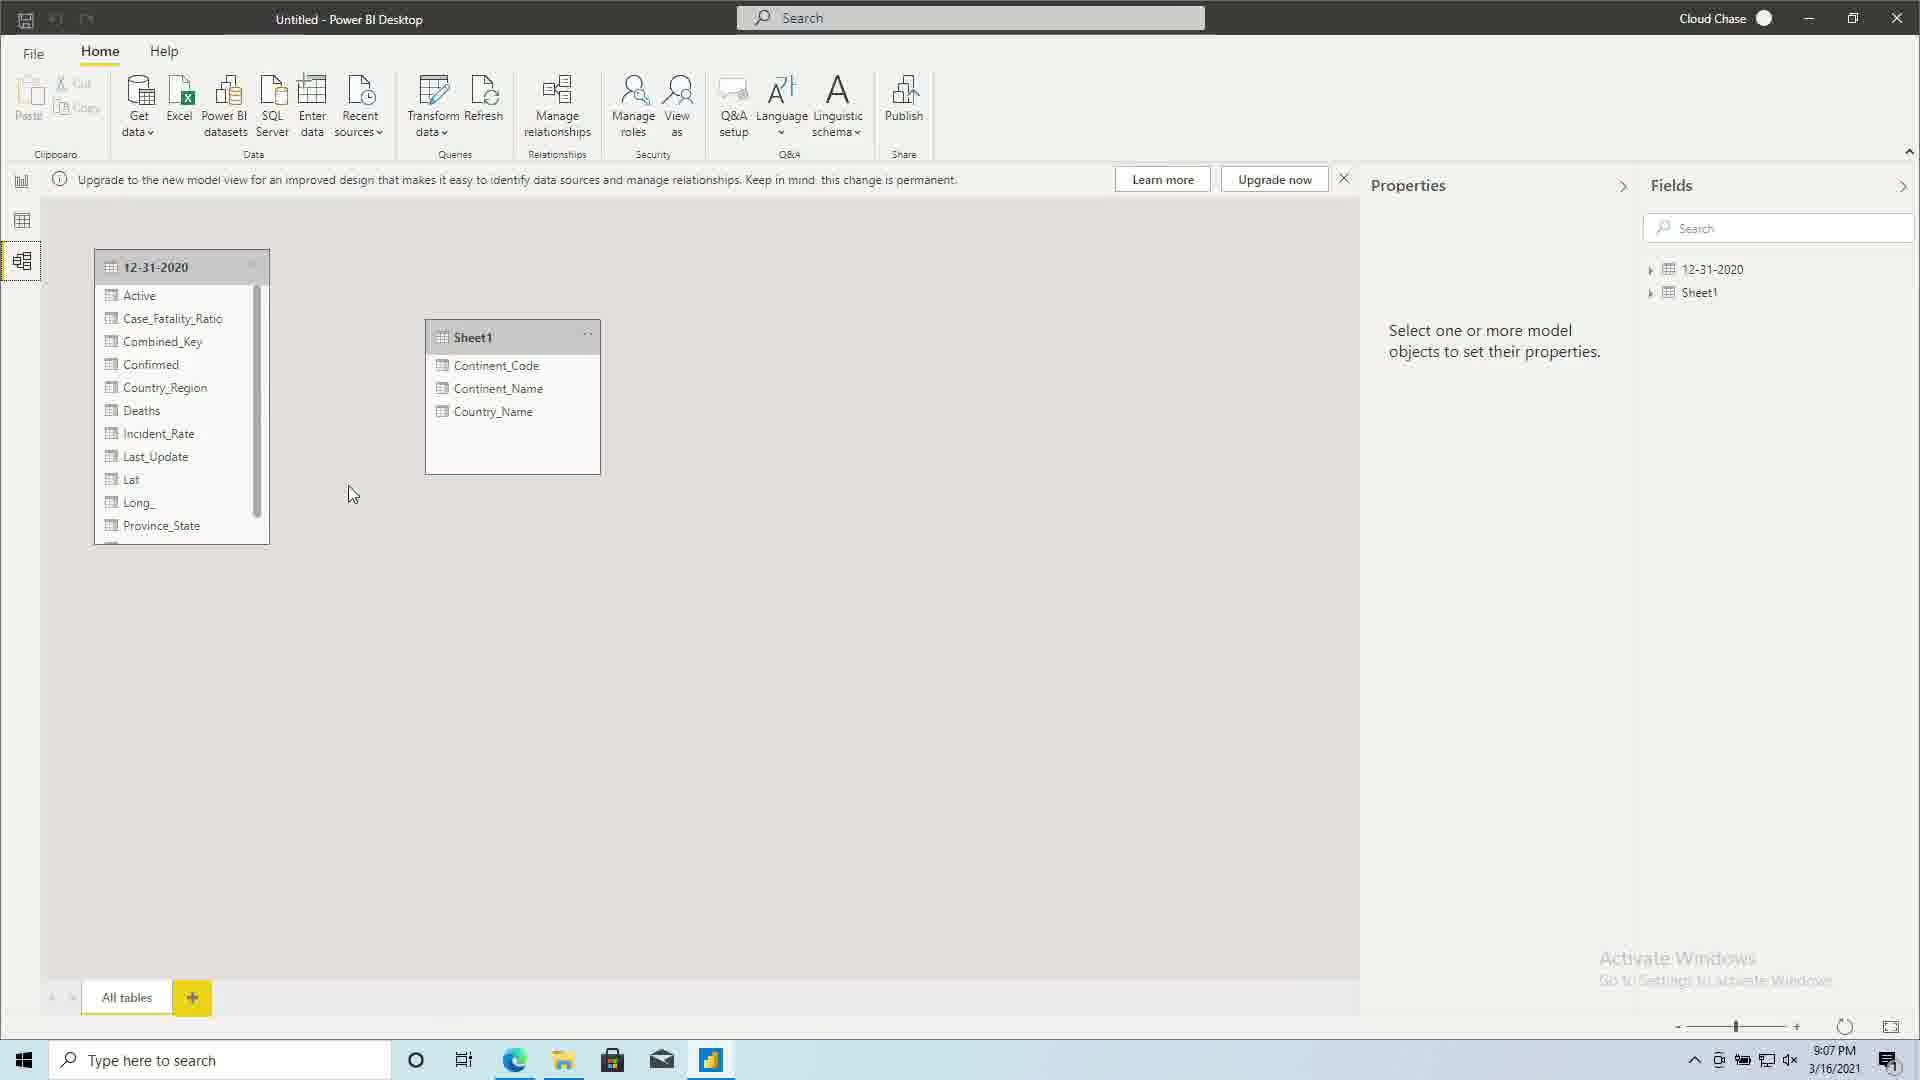 Untitled - Power BI Desktop
Search
Cloud Chase
File
Home
Help
Paste
Cut
Copy
Clipboard
Get data
Excel
Power BI datasets
SQL Server
Enter data
Recent sources
Data
Transform data
Refresh
Queries
Manage relationships
Relationships
Manage roles
View as
Security
Q&A setup
Language
Linguistic schema
Q&A
Publish
Share
Upgrade to the new model view for an improved design that makes it easy to identify data sources and manage relationships. Keep in mind: this change is permanent.
Learn more
Upgrade now
Properties
Fields
Search
12-31-2020
Sheet1
Select one or more model
objects to set their properties.
12-31-2020
Active
Case_Fatality_Ratio
Combined_Key
Confirmed
Country_Region
Deaths
Incident_Rate
Last_Update
Lat
Long_
Province_State
Sheet1
Continent_Code
Continent_Name
Country_Name
Activate Windows
Go to Settings to activate Windows.
All tables
Type here to search
9:07 PM
3/16/2021
1